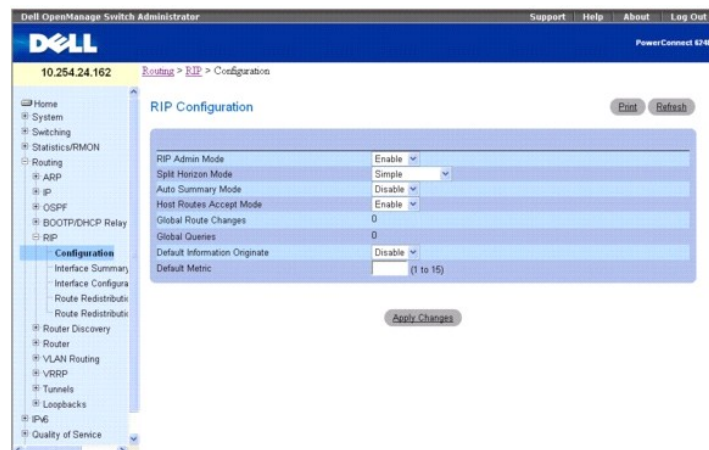 Dell OpenManage Switch Administrator
Support Help About Log Out
DELL
PowerConnect
10.254.24.162
Routing > RIP > Configuration
Home
System
Switching
Statistics/RMON
Routing
ARP
IP
OSPF
BOOTP/DHCP Relay
RIP
Configuration
Interface Summary
Interface Configura
Route Redistributi
Route Redistributi
Router Discovery
Router
VLAN Routing
VRRP
Tunnels
Loopbacks
IPv6
Quality of Service
RIP Configuration
Print Refresh
RIP Admin Mode Enable
Split Horizon Mode Simple
Auto Summary Mode Disable
Host Routes Accept Mode Enable
Global Route Changes 0
Global Queries 0
Default Information Originate Disable
Default Metric (1 to 15)
Apply Changes